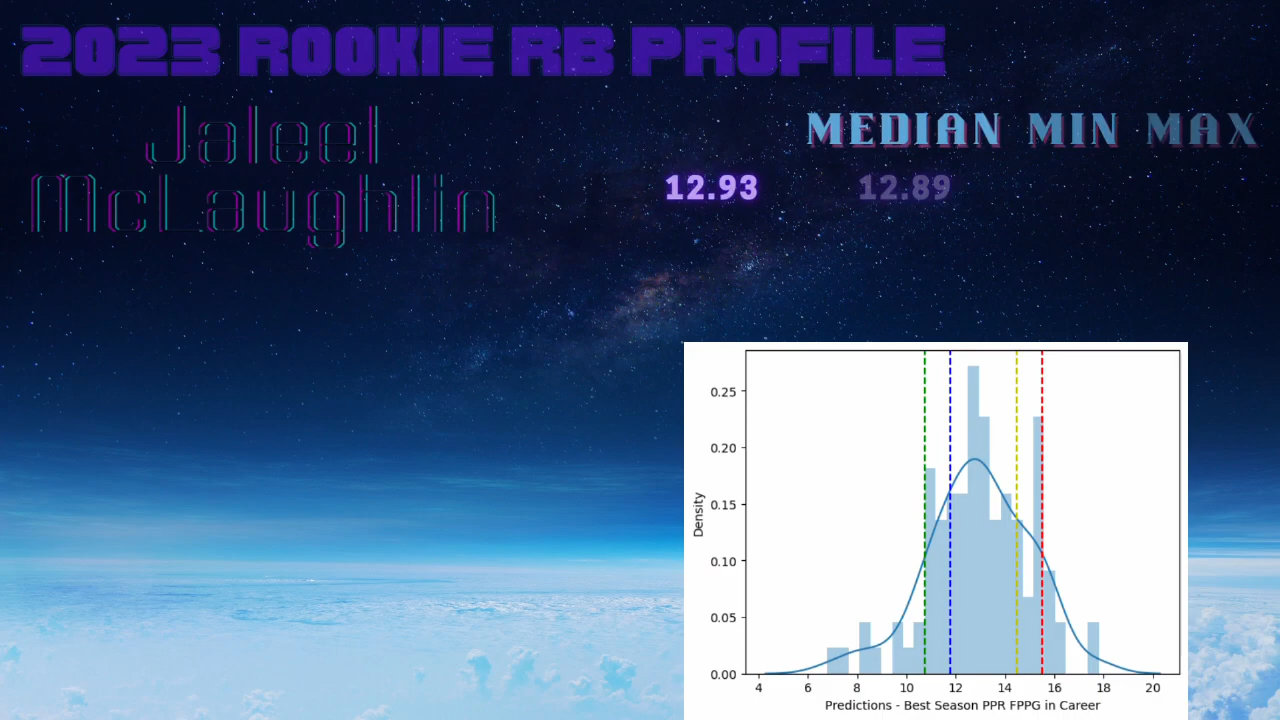 2023 ROOKIE RB PROFILE
Jaleel
McLaughlin
MEDIAN MIN MAX
12.93 12.89
0.25
0.20
0.15
0.10
0.05
0.00
Density
4 6 8 10 12 14 16 18 20
Predictions - Best Season PPR FPPG in Career